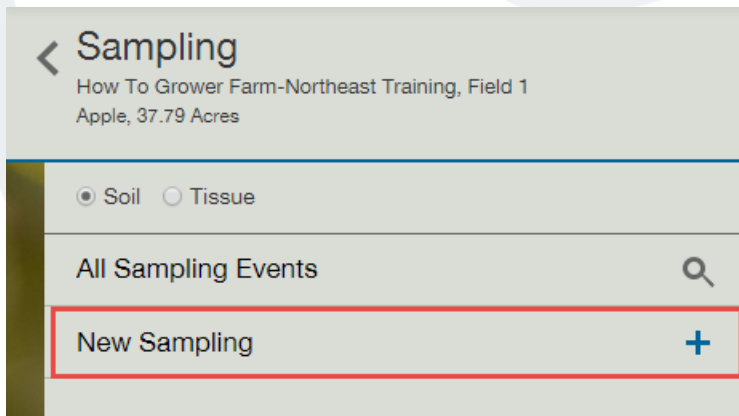 Sampling
How To Grower Farm-Northeast Training, Field 1
Apple, 37.79 Acres
Soil Tissue
All Sampling Events
New Sampling